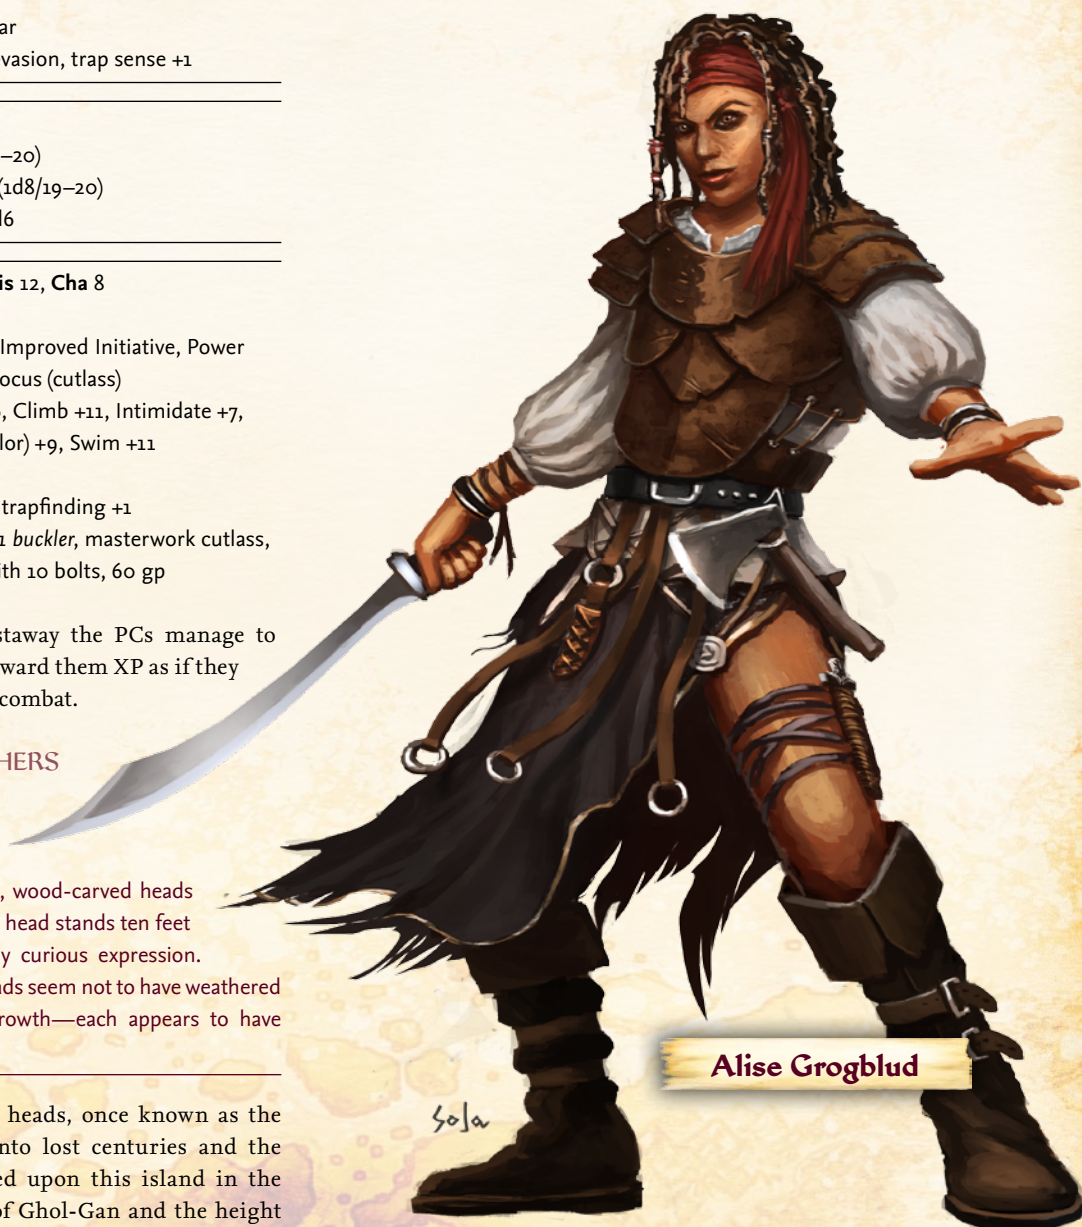 ar
vasion, trap sense +1
–20)
(1d8/19–20)
d6
is 12, Cha 8
Improved Initiative, Power
ocus (cutlass)
, Climb +11, Intimidate +7,
lor) +9, Swim +11
trapfinding +1
1 buckler, masterwork cutlass,
ith 10 bolts, 60 gp
staway the PCs manage to
ward them XP as if they
combat.
HERS
, wood-carved heads
head stands ten feet
y curious expression.
ads seem not to have weathered
rowth—each appears to have
heads, once known as the
nto lost centuries and the
ed upon this island in the
of Ghol-Gan and the height
Alise Grogblud
Sola